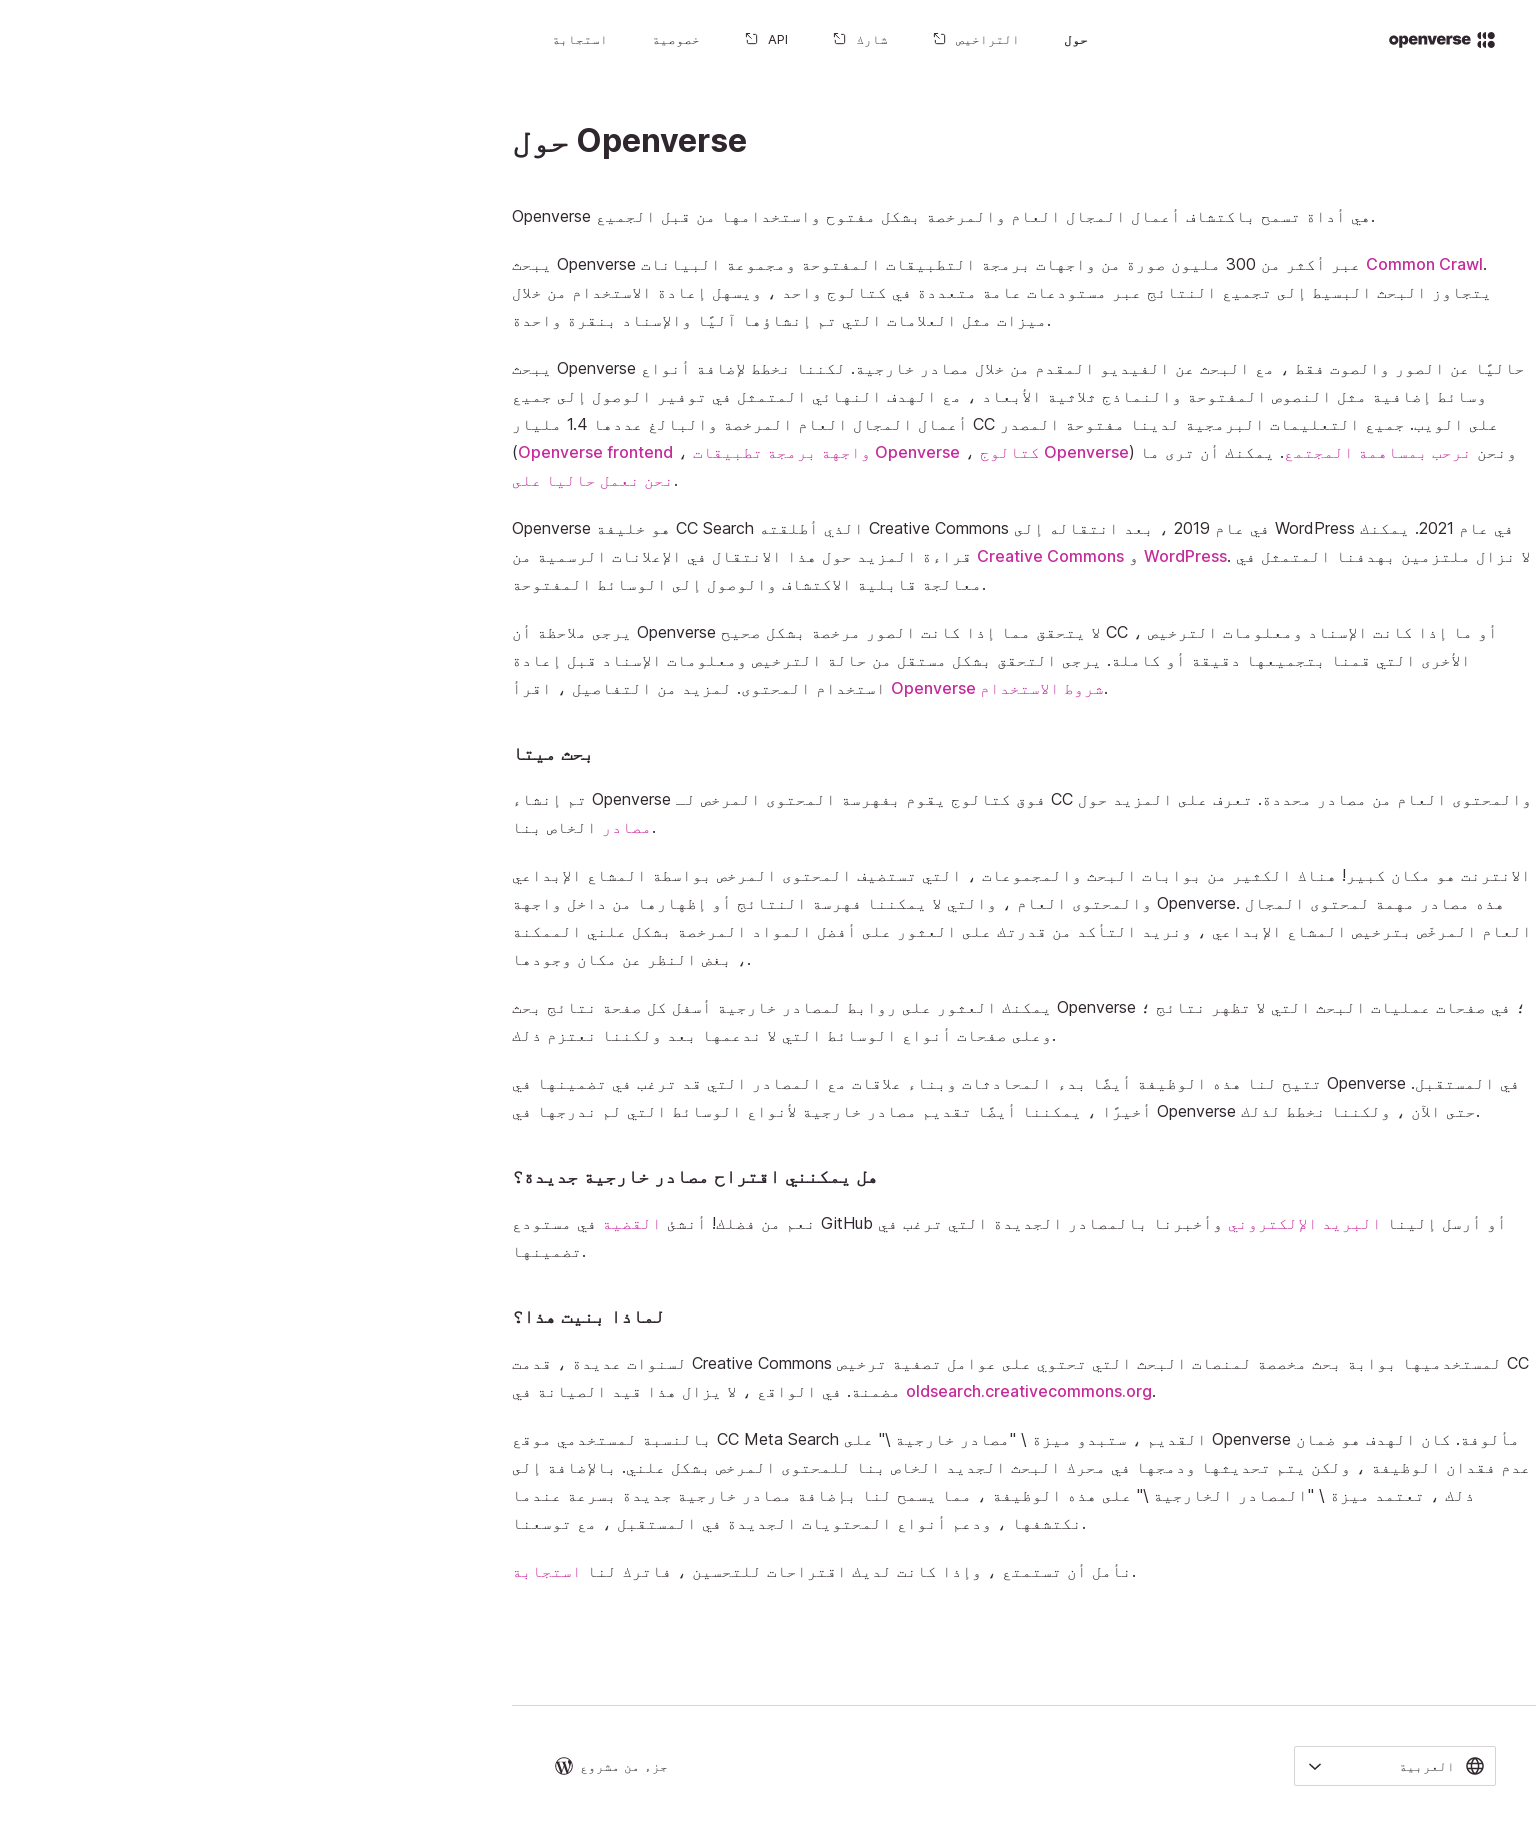 openverse
حول
التراخيص
شارك
API
خصوصية
استجابة
حول Openverse
Openverse هي أداة تسمح باكتشاف أعمال المجال العام والمرخصة بشكل مفتوح واستخدامها من قبل الجميع.
يبحث Openverse عبر أكثر من 300 مليون صورة من واجهات برمجة التطبيقات المفتوحة ومجموعة البيانات Common Crawl.
يتجاوز البحث البسيط إلى تجميع النتائج عبر مستودعات عامة متعددة في كتالوج واحد ، ويسهل إعادة الاستخدام من خلال
ميزات مثل العلامات التي تم إنشاؤها آليًا والإسناد بنقرة واحدة.
يبحث Openverse حاليًا عن الصور والصوت فقط ، مع البحث عن الفيديو المقدم من خلال مصادر خارجية. لكننا نخطط لإضافة أنواع
وسائط إضافية مثل النصوص المفتوحة والنماذج ثلاثية الأبعاد ، مع الهدف النهائي المتمثل في توفير الوصول إلى جميع
أعمال المجال العام المرخصة والبالغ عددها 1.4 مليار CC على الويب. جميع التعليمات البرمجية لدينا مفتوحة المصدر
(Openverse frontend ، واجهة برمجة تطبيقات Openverse ، كتالوج Openverse) ونحن نرحب بمساهمة المجتمع. يمكنك أن ترى ما
نحن نعمل حاليا على.
Openverse هو خليفة CC Search الذي أطلقته Creative Commons في عام 2019 ، بعد انتقاله إلى WordPress في عام 2021. يمكنك
قراءة المزيد حول هذا الانتقال في الإعلانات الرسمية من Creative Commons و WordPress. لا نزال ملتزمين بهدفنا المتمثل في
معالجة قابلية الاكتشاف والوصول إلى الوسائط المفتوحة.
يرجى ملاحظة أن Openverse لا يتحقق مما إذا كانت الصور مرخصة بشكل صحيح CC ، أو ما إذا كانت الإسناد ومعلومات الترخيص
الأخرى التي قمنا بتجميعها دقيقة أو كاملة. يرجى التحقق بشكل مستقل من حالة الترخيص ومعلومات الإسناد قبل إعادة
استخدام المحتوى. لمزيد من التفاصيل ، اقرأ Openverse شروط الاستخدام.
بحث ميتا
تم إنشاء Openverse فوق كتالوج يقوم بفهرسة المحتوى المرخص لـ CC والمحتوى العام من مصادر محددة. تعرف على المزيد حول
مصادر الخاص بنا.
الانترنت هو مكان كبير! هناك الكثير من بوابات البحث والمجموعات ، التي تستضيف المحتوى المرخص بواسطة المشاع الإبداعي
والمحتوى العام ، والتي لا يمكننا فهرسة النتائج أو إظهارها من داخل واجهة Openverse. هذه مصادر مهمة لمحتوى المجال
العام المرخّص بترخيص المشاع الإبداعي ، ونريد التأكد من قدرتك على العثور على أفضل المواد المرخصة بشكل علني الممكنة
، بغض النظر عن مكان وجودها.
يمكنك العثور على روابط لمصادر خارجية أسفل كل صفحة نتائج بحث Openverse ؛ في صفحات عمليات البحث التي لا تظهر نتائج ؛
وعلى صفحات أنواع الوسائط التي لا ندعمها بعد ولكننا نعتزم ذلك.
تتيح لنا هذه الوظيفة أيضًا بدء المحادثات وبناء علاقات مع المصادر التي قد ترغب في تضمينها في Openverse في المستقبل.
أخيرًا ، يمكننا أيضًا تقديم مصادر خارجية لأنواع الوسائط التي لم ندرجها في Openverse حتى الآن ، ولكننا نخطط لذلك.
هل يمكنني اقتراح مصادر خارجية جديدة؟
نعم من فضلك! أنشئ القضية في مستودع GitHub أو أرسل إلينا البريد الإلكتروني وأخبرنا بالمصادر الجديدة التي ترغب في
تضمينها.
لماذا بنيت هذا؟
لسنوات عديدة ، قدمت Creative Commons لمستخدميها بوابة بحث مخصصة لمنصات البحث التي تحتوي على عوامل تصفية ترخيص CC
مضمنة. في الواقع ، لا يزال هذا قيد الصيانة في oldsearch.creativecommons.org.
بالنسبة لمستخدمي موقع CC Meta Search القديم ، ستبدو ميزة \ "مصادر خارجية \" على Openverse مألوفة. كان الهدف هو ضمان
عدم فقدان الوظيفة ، ولكن يتم تحديثها ودمجها في محرك البحث الجديد الخاص بنا للمحتوى المرخص بشكل علني. بالإضافة إلى
ذلك ، تعتمد ميزة \ "المصادر الخارجية \" على هذه الوظيفة ، مما يسمح لنا بإضافة مصادر خارجية جديدة بسرعة عندما
نكتشفها ، ودعم أنواع المحتويات الجديدة في المستقبل ، مع توسعنا.
نأمل أن تستمتع ، وإذا كانت لديك اقتراحات للتحسين ، فاترك لنا استجابة.
العربية
جزء من مشروع